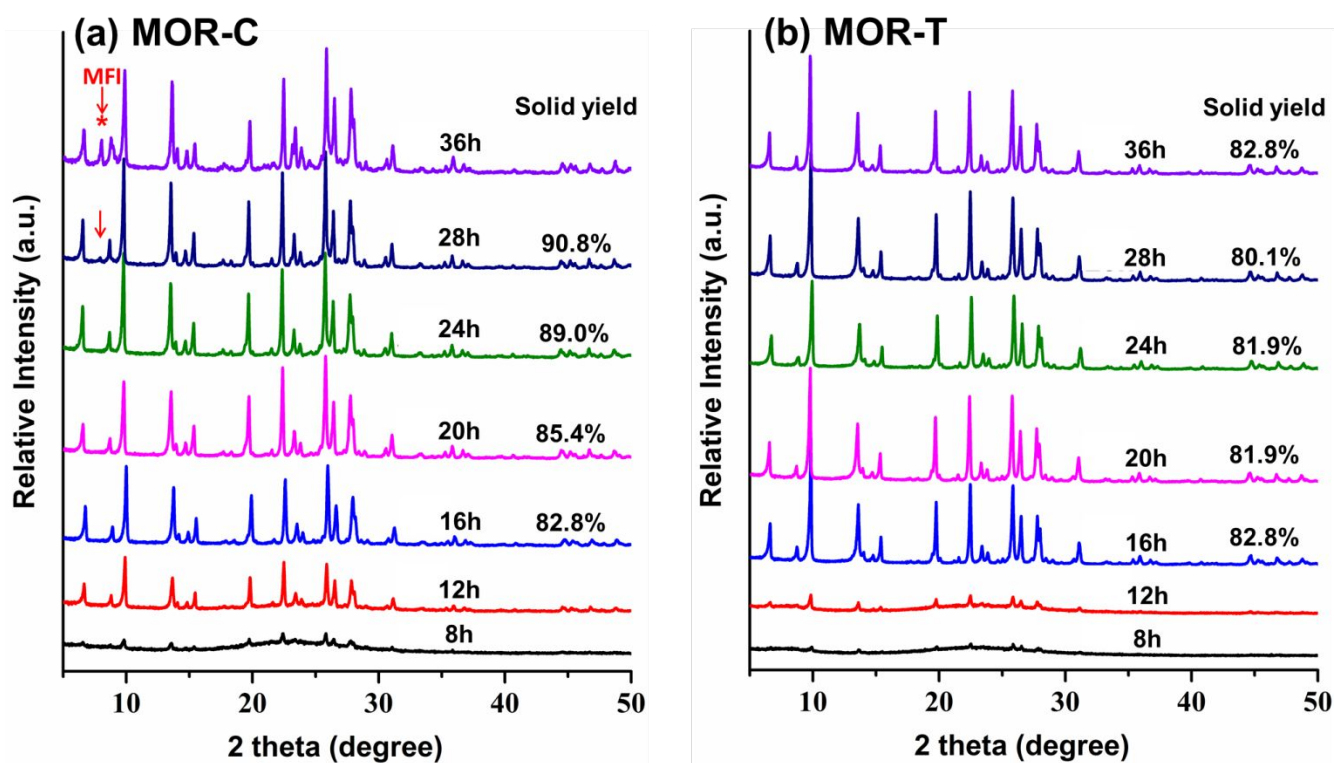 (a) MOR-C
MFI
*
Solid yield
36h
28h
90.8%
24h
89.0%
20h
85.4%
16h
82.8%
12h
8h
Relative Intensity (a.u.)
10
20
30
40
50
2 theta (degree)
(b) MOR-T
Solid yield
36h
82.8%
28h
80.1%
24h
81.9%
20h
81.9%
16h
82.8%
12h
8h
Relative Intensity (a.u.)
10
20
30
40
50
2 theta (degree)